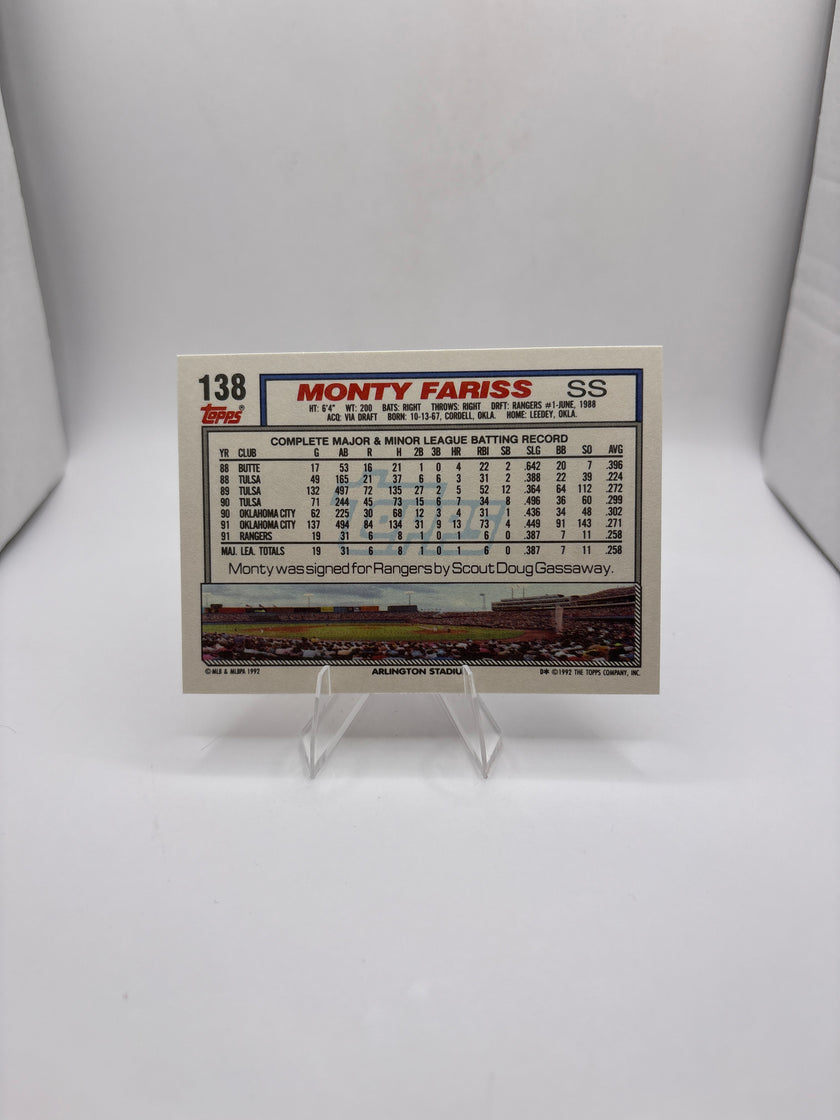 138 MONTY FARISS SS
topps®
HT: 6'4" WT: 200 BATS: RIGHT THROWS: RIGHT DRFT: RANGERS #1-JUNE, 1988
ACQ: VIA DRAFT BORN: 10-13-67, CORDELL, OKLA. HOME: LEEDEY, OKLA.
COMPLETE MAJOR & MINOR LEAGUE BATTING RECORD
YR CLUB G AB R H 2B 3B HR RBI SB SLG BB SO AVG
88 BUTTE 17 53 16 21 1 0 4 22 2 .642 20 7 .396
88 TULSA 49 165 21 37 6 6 3 31 2 .388 22 39 .224
89 TULSA 132 497 72 135 27 2 5 52 12 .364 64 112 .272
90 TULSA 71 244 45 73 15 6 7 34 8 .496 36 60 .299
90 OKLAHOMA CITY 62 225 30 68 12 3 4 31 1 .436 34 48 .302
91 OKLAHOMA CITY 137 494 84 134 31 9 13 73 4 .449 91 143 .271
91 RANGERS 19 31 6 8 1 0 1 6 0 .387 7 11 .258
MAJ. LEA. TOTALS 19 31 6 8 1 0 1 6 0 .387 7 11 .258
Topps
Monty was signed for Rangers by Scout Doug Gassaway.
© MLB & MLBPA 1992 ARLINGTON STADIU D* © 1992 THE TOPPS COMPANY, INC.